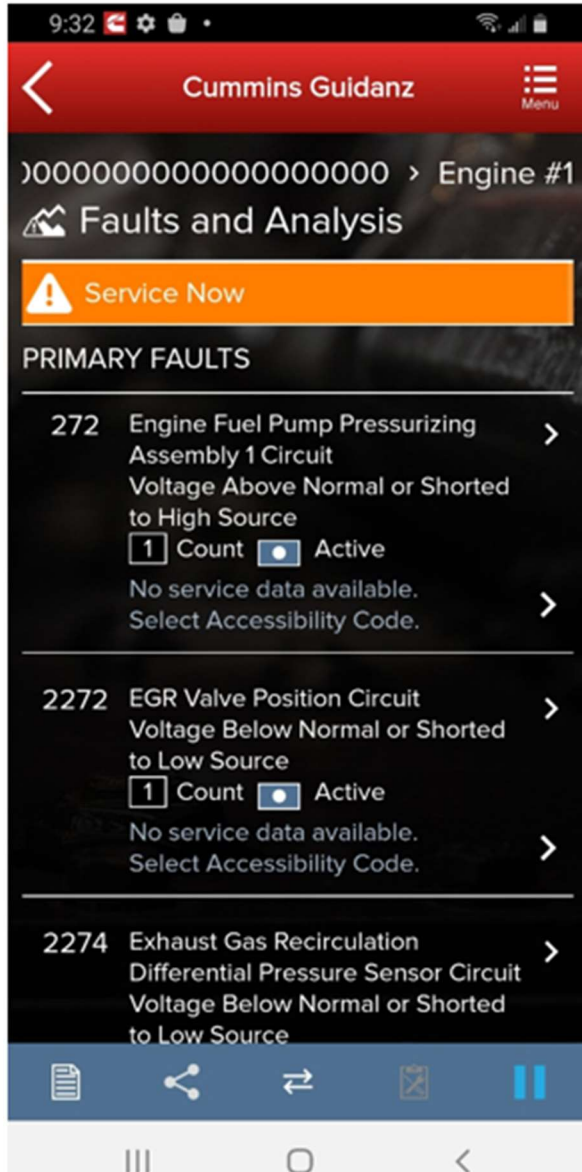 9:32
Cummins Guidanz
Menu
00000000000000000000 > Engine #1
Faults and Analysis
Service Now
PRIMARY FAULTS
272 Engine Fuel Pump Pressurizing
Assembly 1 Circuit
Voltage Above Normal or Shorted
to High Source
1 Count Active
No service data available.
Select Accessibility Code.
2272 EGR Valve Position Circuit
Voltage Below Normal or Shorted
to Low Source
1 Count Active
No service data available.
Select Accessibility Code.
2274 Exhaust Gas Recirculation
Differential Pressure Sensor Circuit
Voltage Below Normal or Shorted
to Low Source